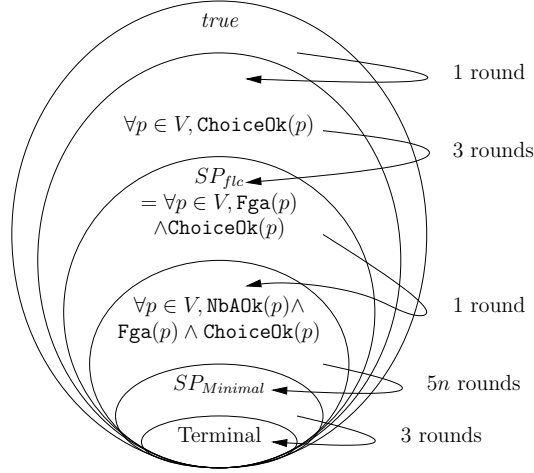 true
1 round
∀p ∈ V, ChoiceOk(p)
3 rounds
SP_flc
= ∀p ∈ V, Fga(p)
∧ChoiceOk(p)
1 round
∀p ∈ V, NbAOk(p)∧
Fga(p) ∧ ChoiceOk(p)
SP_Minimal
5n rounds
Terminal
3 rounds